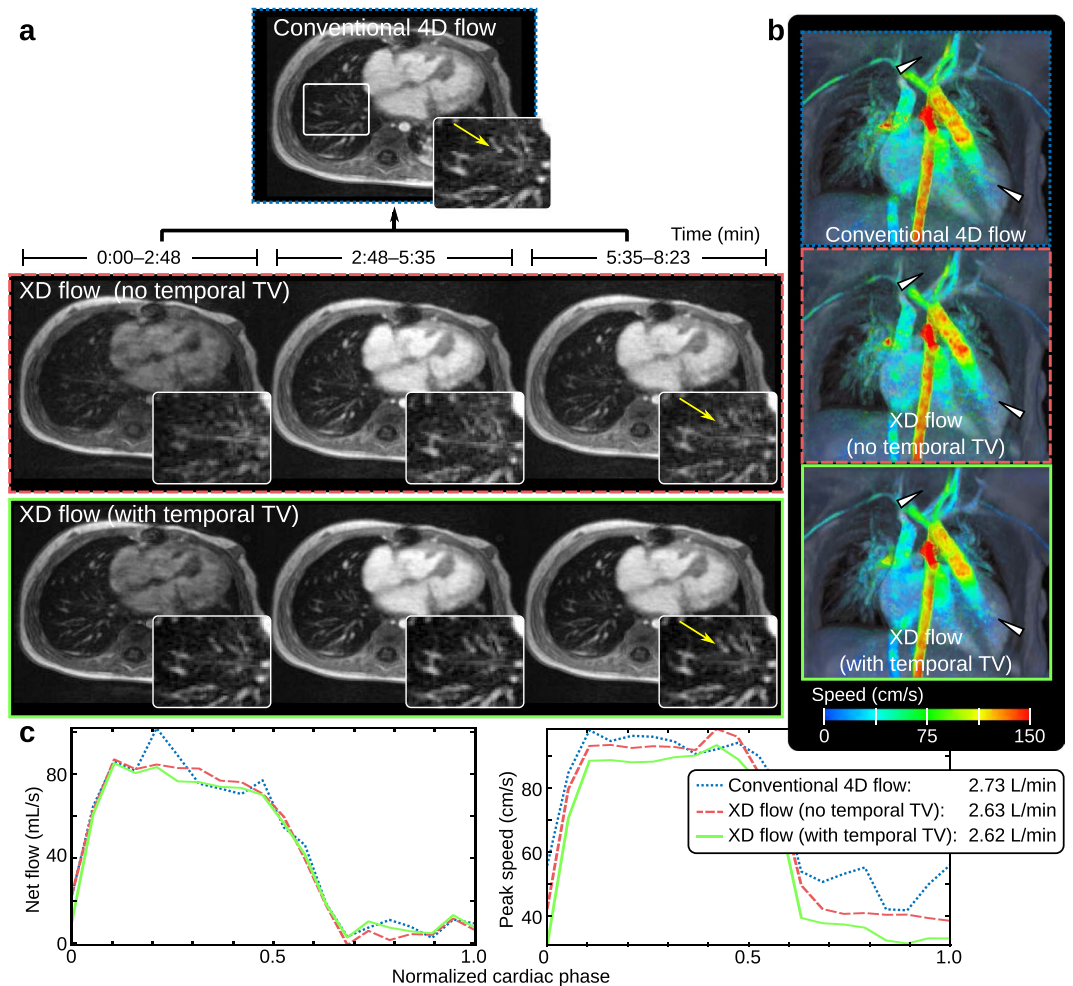 a
Conventional 4D flow
Time (min)
0:00–2:48
2:48–5:35
5:35–8:23
XD flow (no temporal TV)
XD flow (with temporal TV)
b
Conventional 4D flow
XD flow
(no temporal TV)
XD flow
(with temporal TV)
Speed (cm/s)
0
75
150
c
Net flow (mL/s)
80
40
0
0
0.5
1.0
Peak speed (cm/s)
80
60
40
0
0.5
1.0
Normalized cardiac phase
Conventional 4D flow: 2.73 L/min
XD flow (no temporal TV): 2.63 L/min
XD flow (with temporal TV): 2.62 L/min